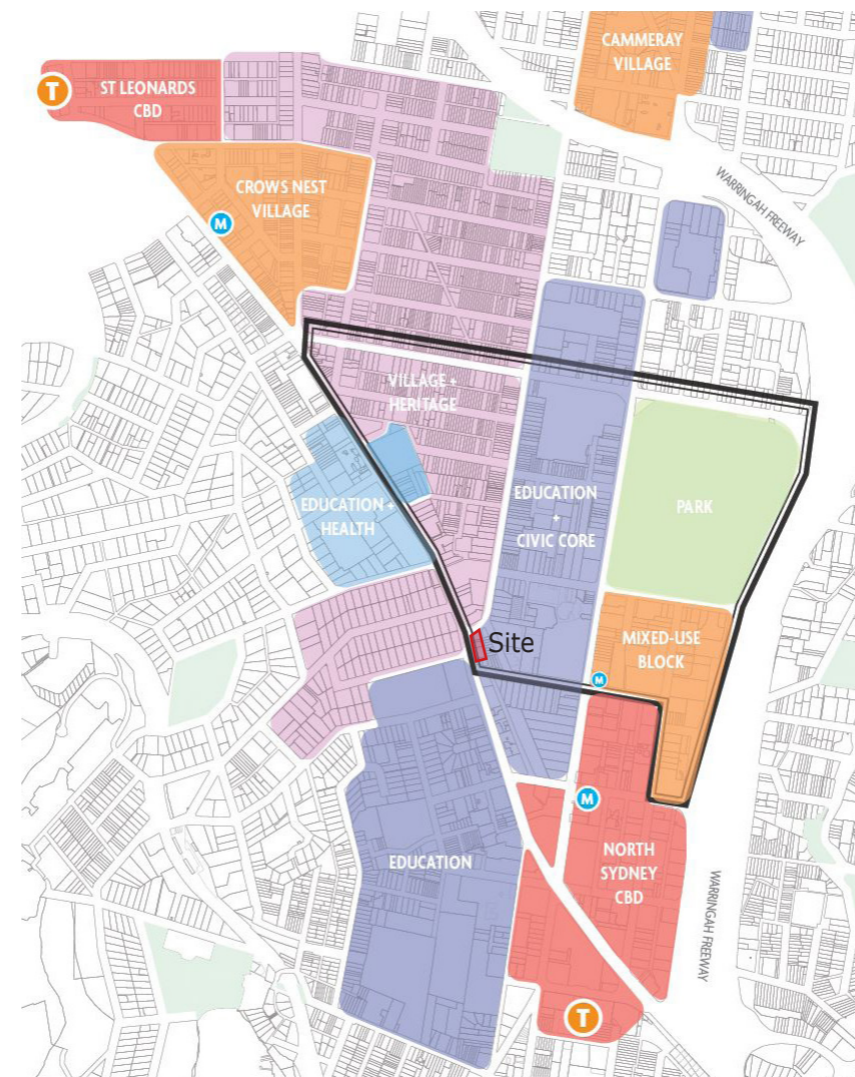 CAMMERAY
VILLAGE
T
ST LEONARDS
CBD
WARRINGAH FREEWAY
CROWS NEST
VILLAGE
M
VILLAGE +
HERITAGE
EDUCATION +
HEALTH
EDUCATION
+
CIVIC CORE
PARK
Site
MIXED-USE
BLOCK
M
M
EDUCATION
NORTH
SYDNEY
CBD
WARRINGAH FREEWAY
T